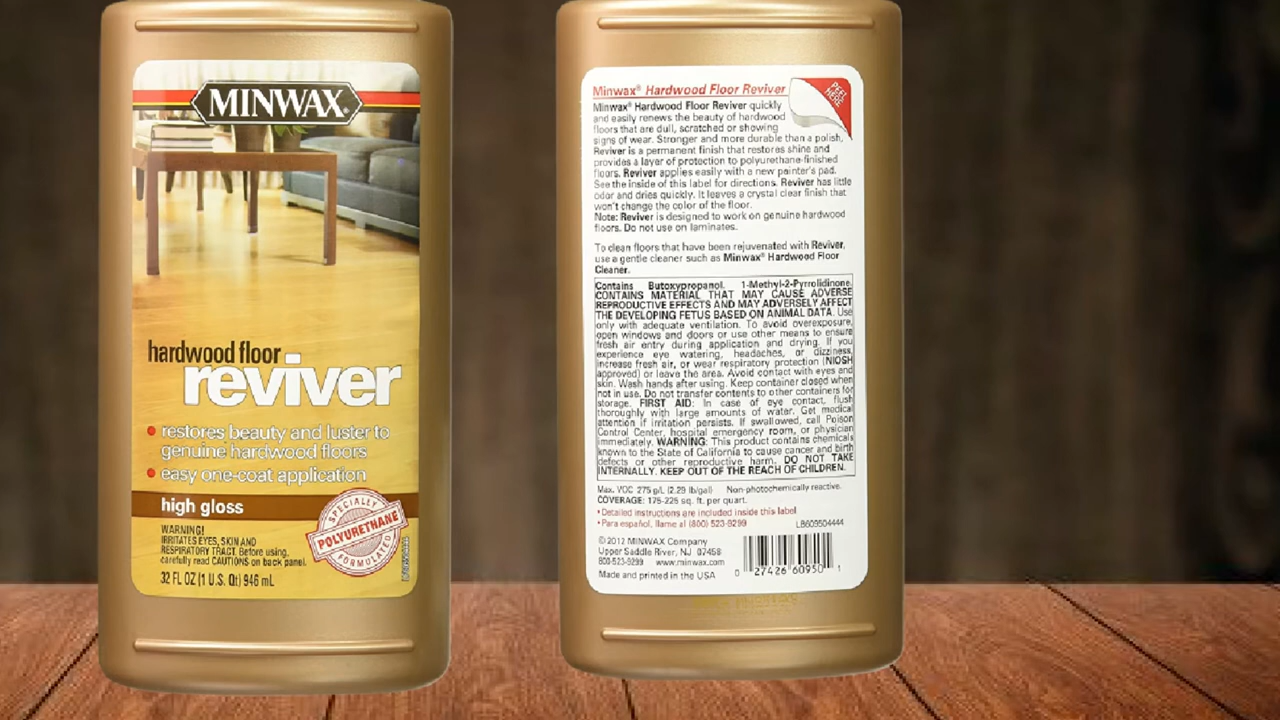 MINWAX®
hardwood floor
reviver
• restores beauty and luster to
genuine hardwood floors
• easy one-coat application
high gloss
SPECIALLY
POLYURETHANE
FORMULATED
WARNING!
IRRITATES EYES, SKIN AND
RESPIRATORY TRACT. Before using,
carefully read CAUTIONS on back panel.
32 FL OZ (1 U.S. Qt) 946 mL
Minwax® Hardwood Floor Reviver
PEEL
HERE
Minwax® Hardwood Floor Reviver quickly
and easily renews the beauty of hardwood
floors that are dull, scratched or showing
signs of wear. Stronger and more durable than a polish,
Reviver is a permanent finish that restores shine and
provides a layer of protection to polyurethane-finished
floors. Reviver applies easily with a new painter's pad.
See the inside of this label for directions. Reviver has little
odor and dries quickly. It leaves a crystal clear finish that
won't change the color of the floor.
Note: Reviver is designed to work on genuine hardwood
floors. Do not use on laminates.
To clean floors that have been rejuvenated with Reviver,
use a gentle cleaner such as Minwax® Hardwood Floor
Cleaner.
Contains Butoxypropanol, 1-Methyl-2-Pyrrolidinone.
CONTAINS MATERIAL THAT MAY CAUSE ADVERSE
REPRODUCTIVE EFFECTS AND MAY ADVERSELY AFFECT
THE DEVELOPING FETUS BASED ON ANIMAL DATA. Use
only with adequate ventilation. To avoid overexposure,
open windows and doors or use other means to ensure
fresh air entry during application and drying. If you
experience eye watering, headaches, or dizziness,
increase fresh air, or wear respiratory protection (NIOSH
approved) or leave the area. Avoid contact with eyes and
skin. Wash hands after using. Keep container closed when
not in use. Do not transfer contents to other containers for
storage. FIRST AID: In case of eye contact, flush
thoroughly with large amounts of water. Get medical
attention if irritation persists. If swallowed, call Poison
Control Center, hospital emergency room, or physician
immediately. WARNING: This product contains chemicals
known to the State of California to cause cancer and birth
defects or other reproductive harm. DO NOT TAKE
INTERNALLY. KEEP OUT OF THE REACH OF CHILDREN.
Max. VOC 275 g/L (2.29 lb/gal) Non-photochemically reactive.
COVERAGE: 175-225 sq. ft. per quart.
• Detailed instructions are included inside this label
• Para español, llame al (800) 523-9299
LB609504444
© 2012 MINWAX Company
Upper Saddle River, NJ 07458
800-523-9299 www.minwax.com
Made and printed in the USA
0 27426 60950 1